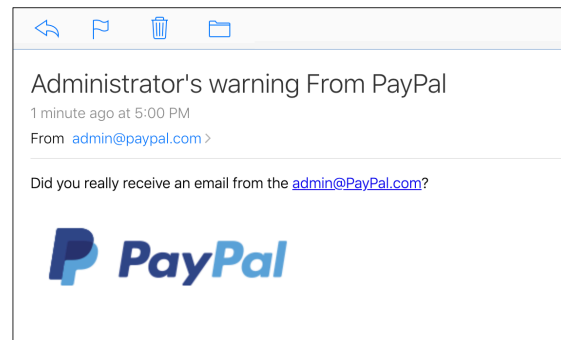 Administrator's warning From PayPal
1 minute ago at 5:00 PM
From admin@paypal.com >
Did you really receive an email from the admin@PayPal.com?
PayPal